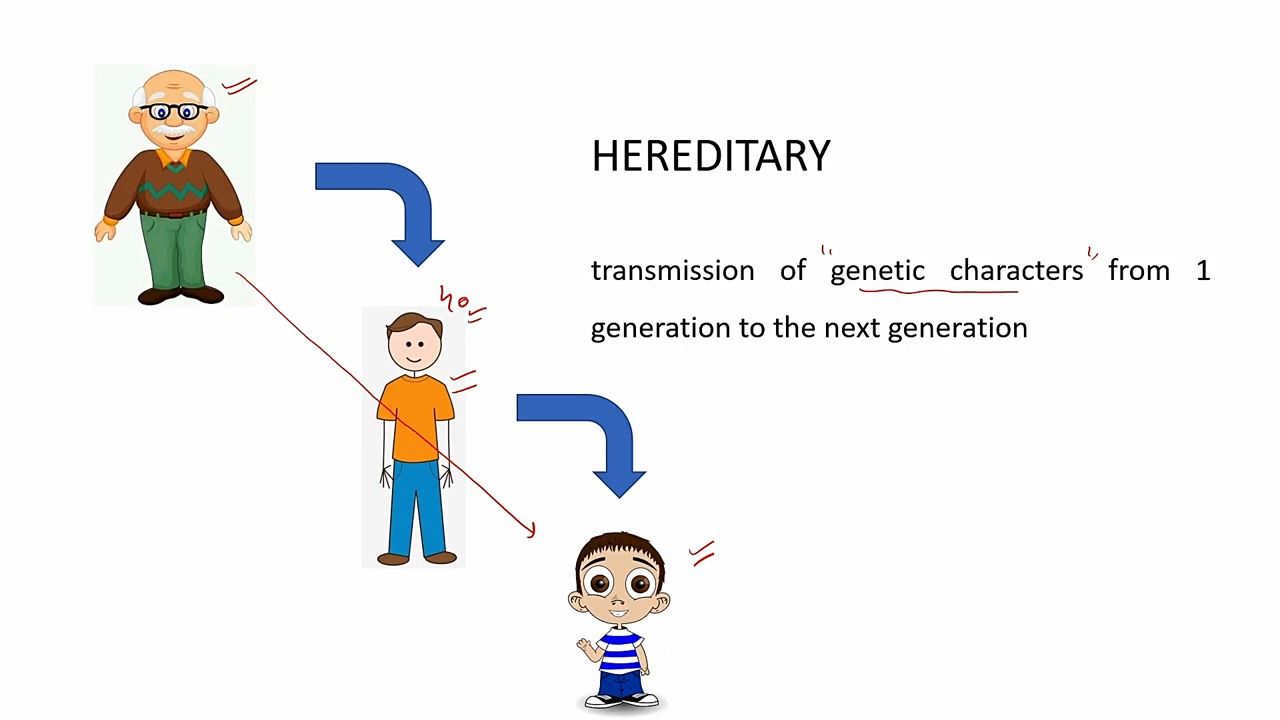 HEREDITARY
transmission of "genetic characters" from 1
generation to the next generation